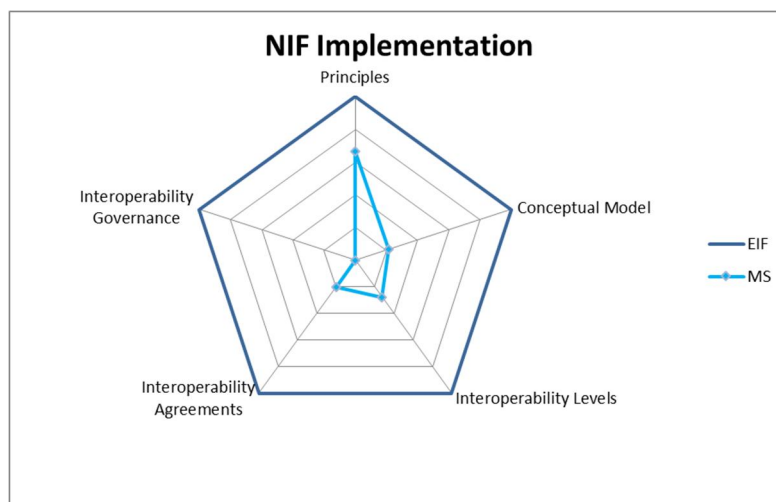 NIF Implementation
Principles
Interoperability
Governance
Conceptual Model
EIF
MS
Interoperability
Agreements
Interoperability Levels